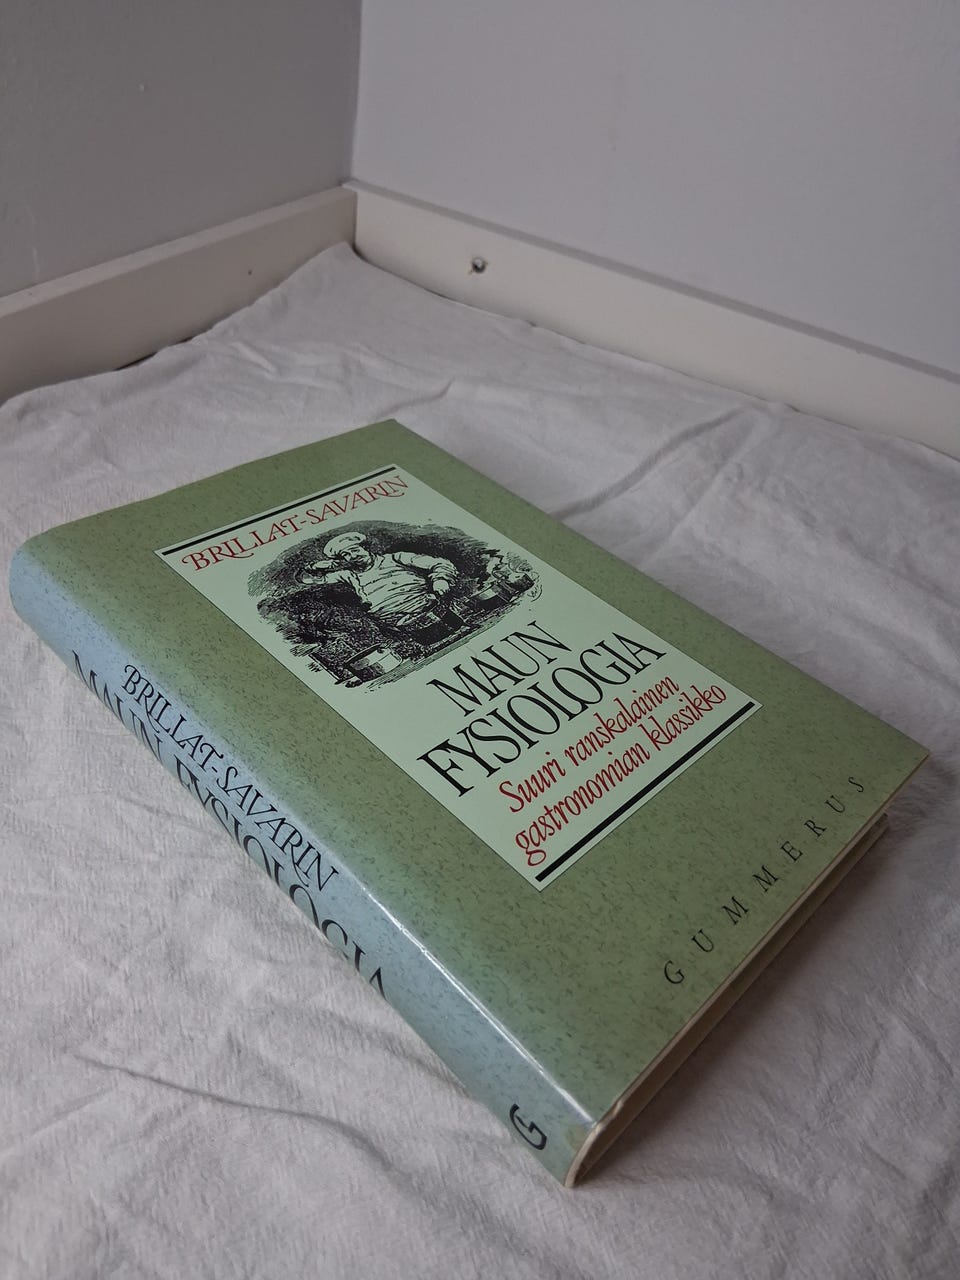 BRILLAT-SAVARIN
MAUN
FYSIOLOGIA
Suuri ranskalainen
gastronomian klassikko
GUMMERUS
BRILLAT-SAVARIN
MAUN FYSIOLOGIA
G